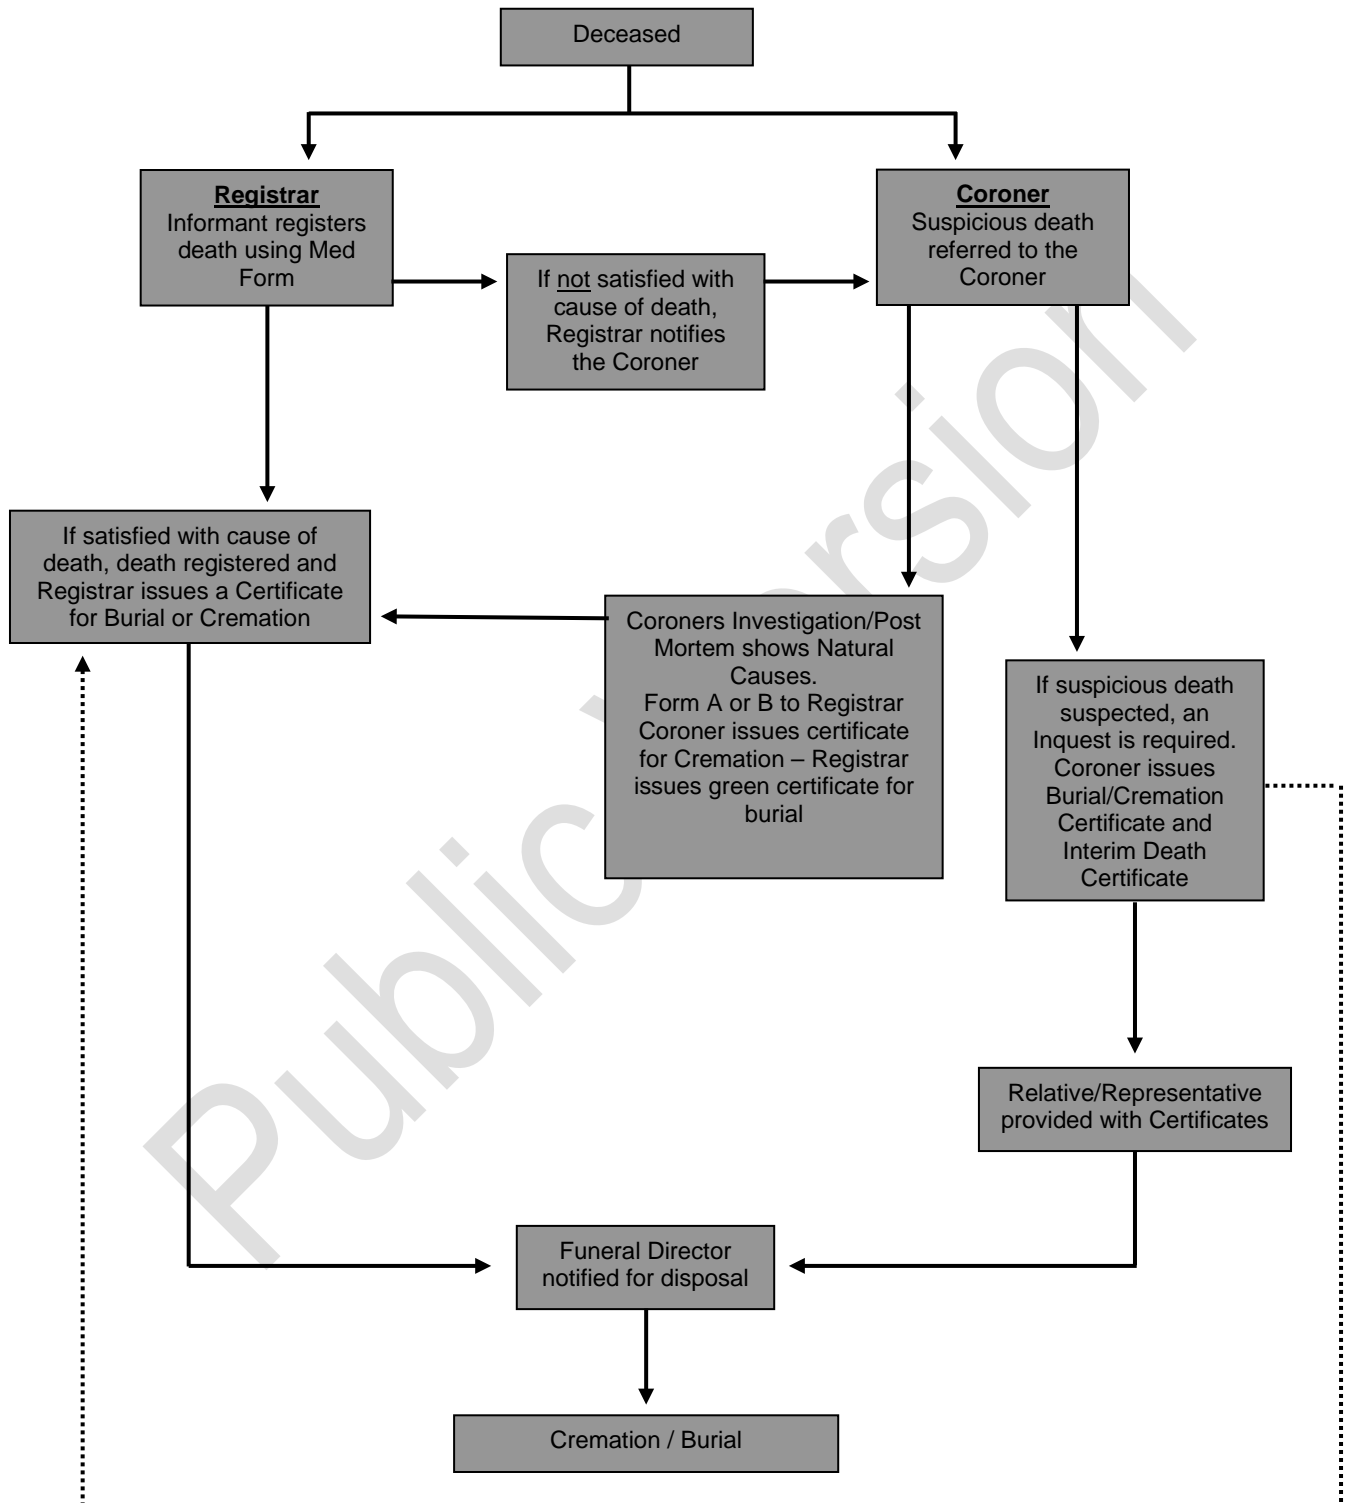 Deceased
Registrar
Informant registers
death using Med
Form
Coroner
Suspicious death
referred to the
Coroner
If not satisfied with
cause of death,
Registrar notifies
the Coroner
If satisfied with cause of
death, death registered and
Registrar issues a Certificate
for Burial or Cremation
Coroners Investigation/Post
Mortem shows Natural
Causes.
Form A or B to Registrar
Coroner issues certificate
for Cremation – Registrar
issues green certificate for
burial
If suspicious death
suspected, an
Inquest is required.
Coroner issues
Burial/Cremation
Certificate and
Interim Death
Certificate
Relative/Representative
provided with Certificates
Funeral Director
notified for disposal
Cremation / Burial